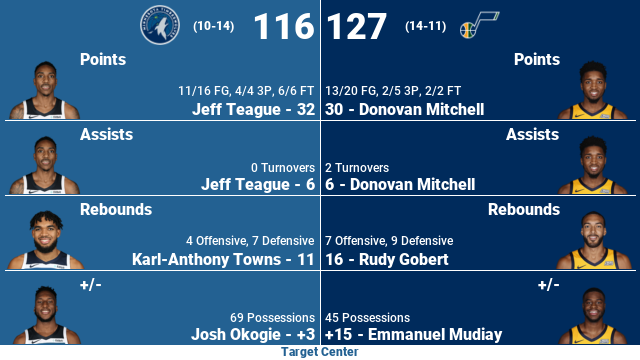 (10-14) 116 127 (14-11)
Points Points
11/16 FG, 4/4 3P, 6/6 FT 13/20 FG, 2/5 3P, 2/2 FT
Jeff Teague - 32 30 - Donovan Mitchell
Assists Assists
0 Turnovers 2 Turnovers
Jeff Teague - 6 6 - Donovan Mitchell
Rebounds Rebounds
4 Offensive, 7 Defensive 7 Offensive, 9 Defensive
Karl-Anthony Towns - 11 16 - Rudy Gobert
+/- +/-
69 Possessions 45 Possessions
Josh Okogie - +3 +15 - Emmanuel Mudiay
Target Center